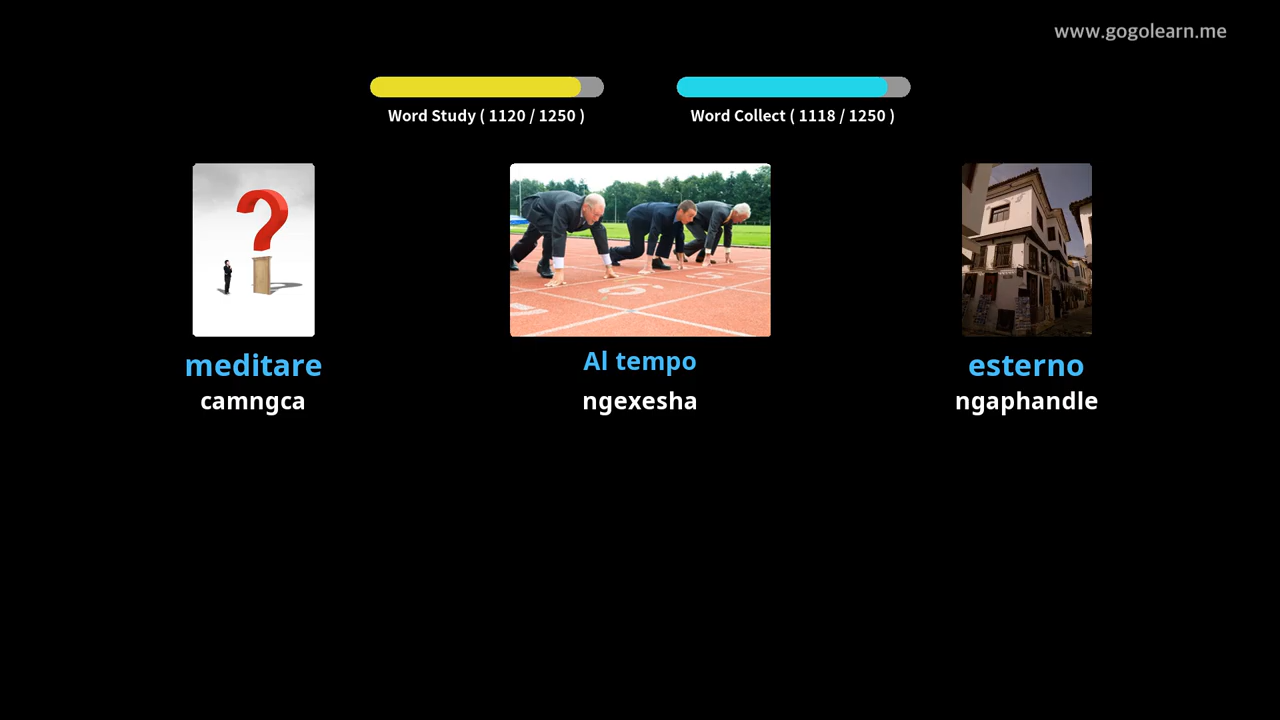 www.gogolearn.me
Word Study ( 1120 / 1250 )
Word Collect ( 1118 / 1250 )
meditare
camngca
Al tempo
ngexesha
esterno
ngaphandle